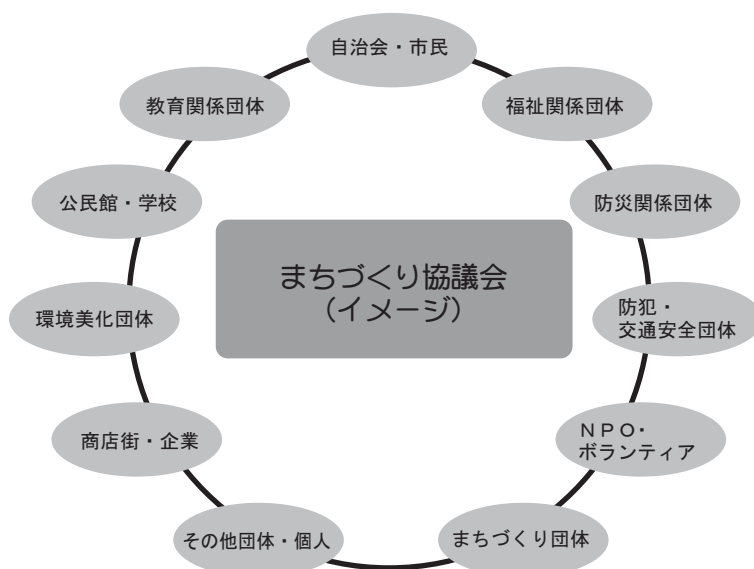 自治会・市民
教育関係団体
福祉関係団体
公民館・学校
防災関係団体
まちづくり協議会
（イメージ）
環境美化団体
防犯・
交通安全団体
商店街・企業
ＮＰＯ・
ボランティア
その他団体・個人
まちづくり団体